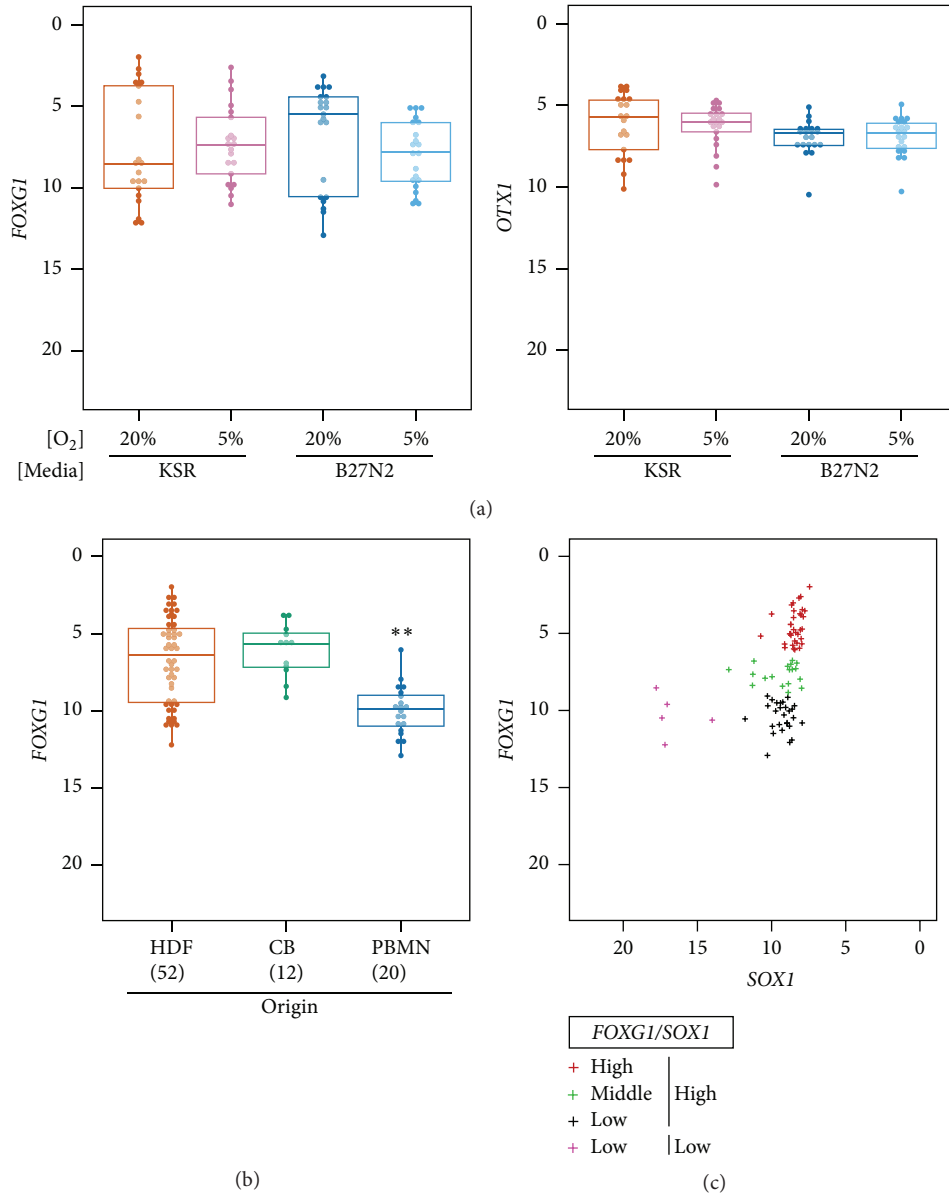 0
5
10
15
20
FOXG1
[O2] 20% 5% 20% 5%
[Media] KSR B27N2
0
5
10
15
20
OTX1
20% 5% 20% 5%
KSR B27N2
(a)
0
5
10
15
20
FOXG1
**
HDF CB PBMN
(52) (12) (20)
Origin
(b)
0
5
10
15
20
FOXG1
20 15 10 5 0
SOX1
FOXG1/SOX1
High
Middle High
Low
Low Low
(c)